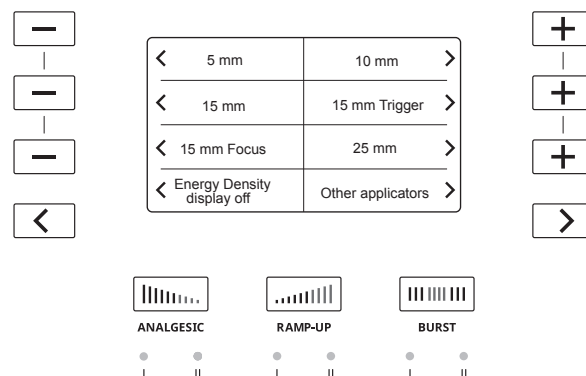 5 mm 10 mm
15 mm 15 mm Trigger
15 mm Focus 25 mm
Energy Density
display off Other applicators
ANALGESIC RAMP-UP BURST
I II I II I II